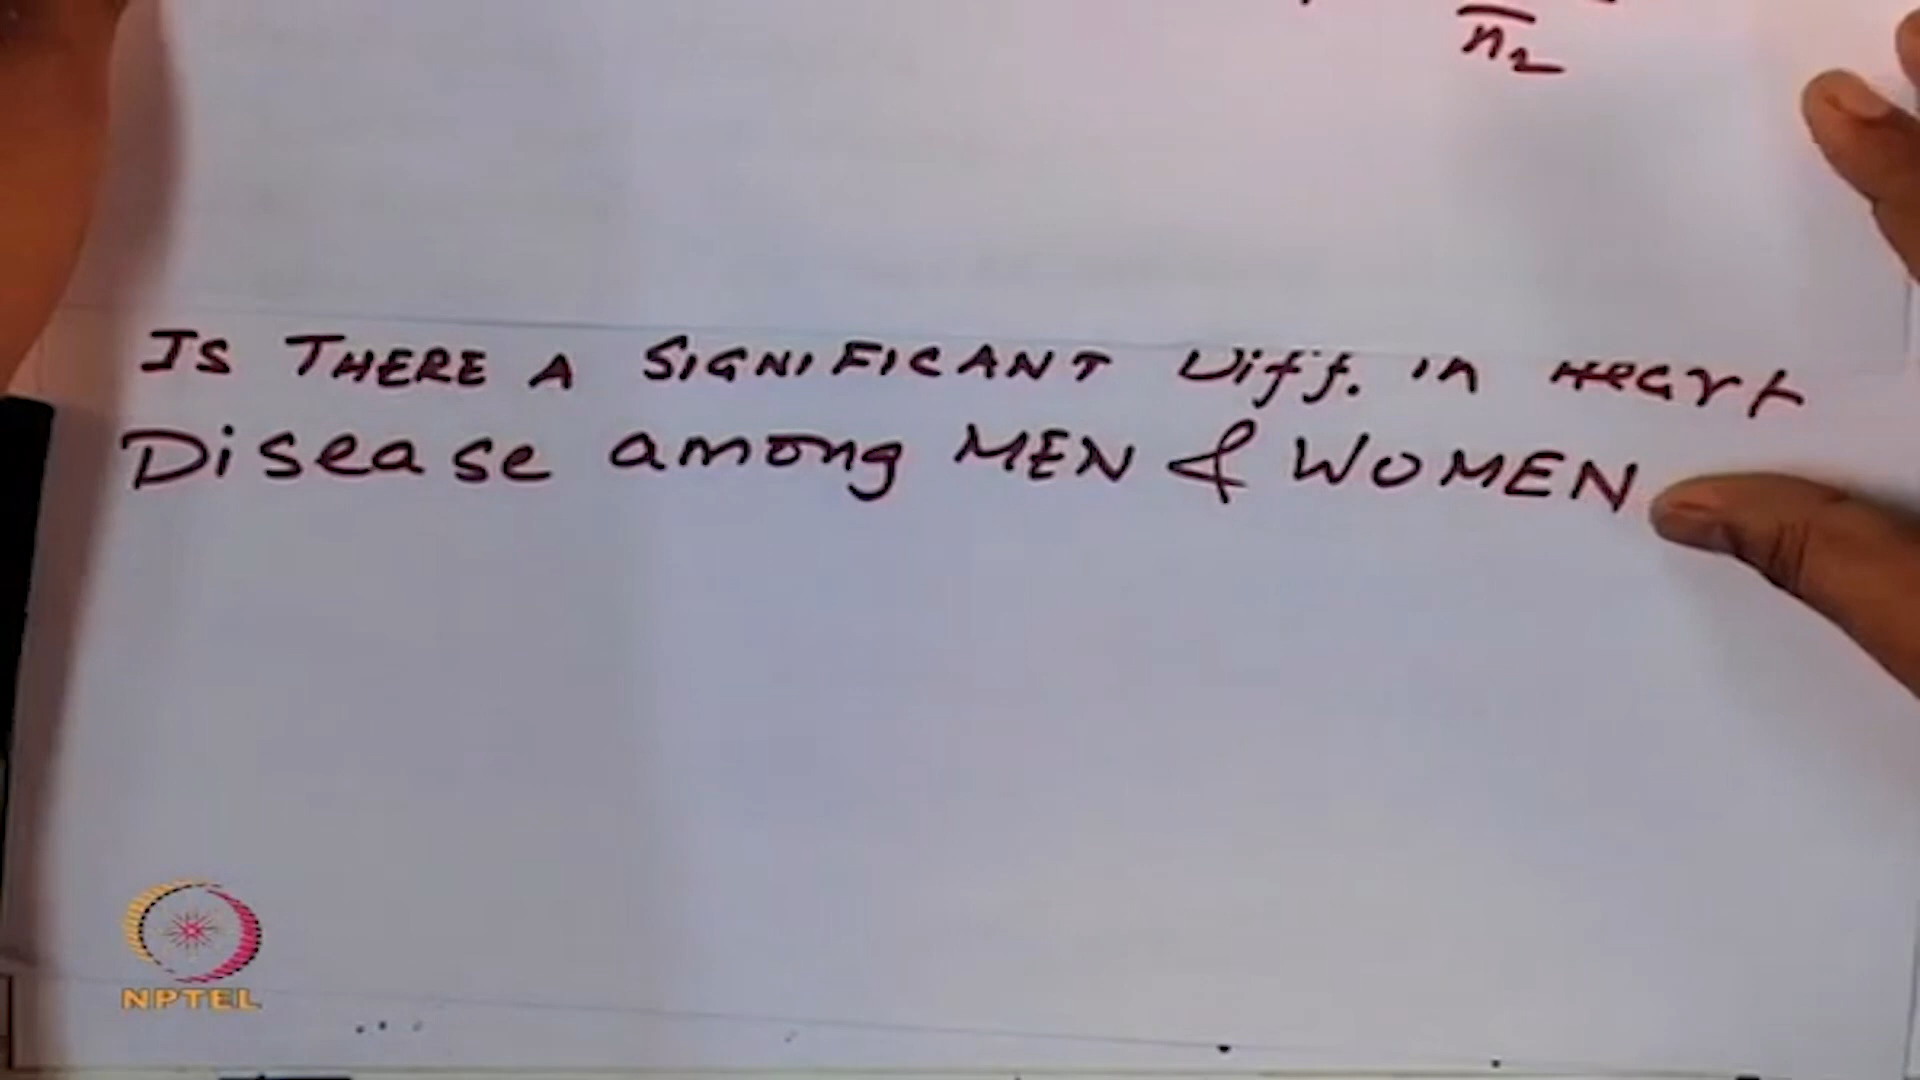 n₂
IS THERE A SIGNIFICANT Diff. in Heart
Disease among MEN & WOMEN
NPTEL